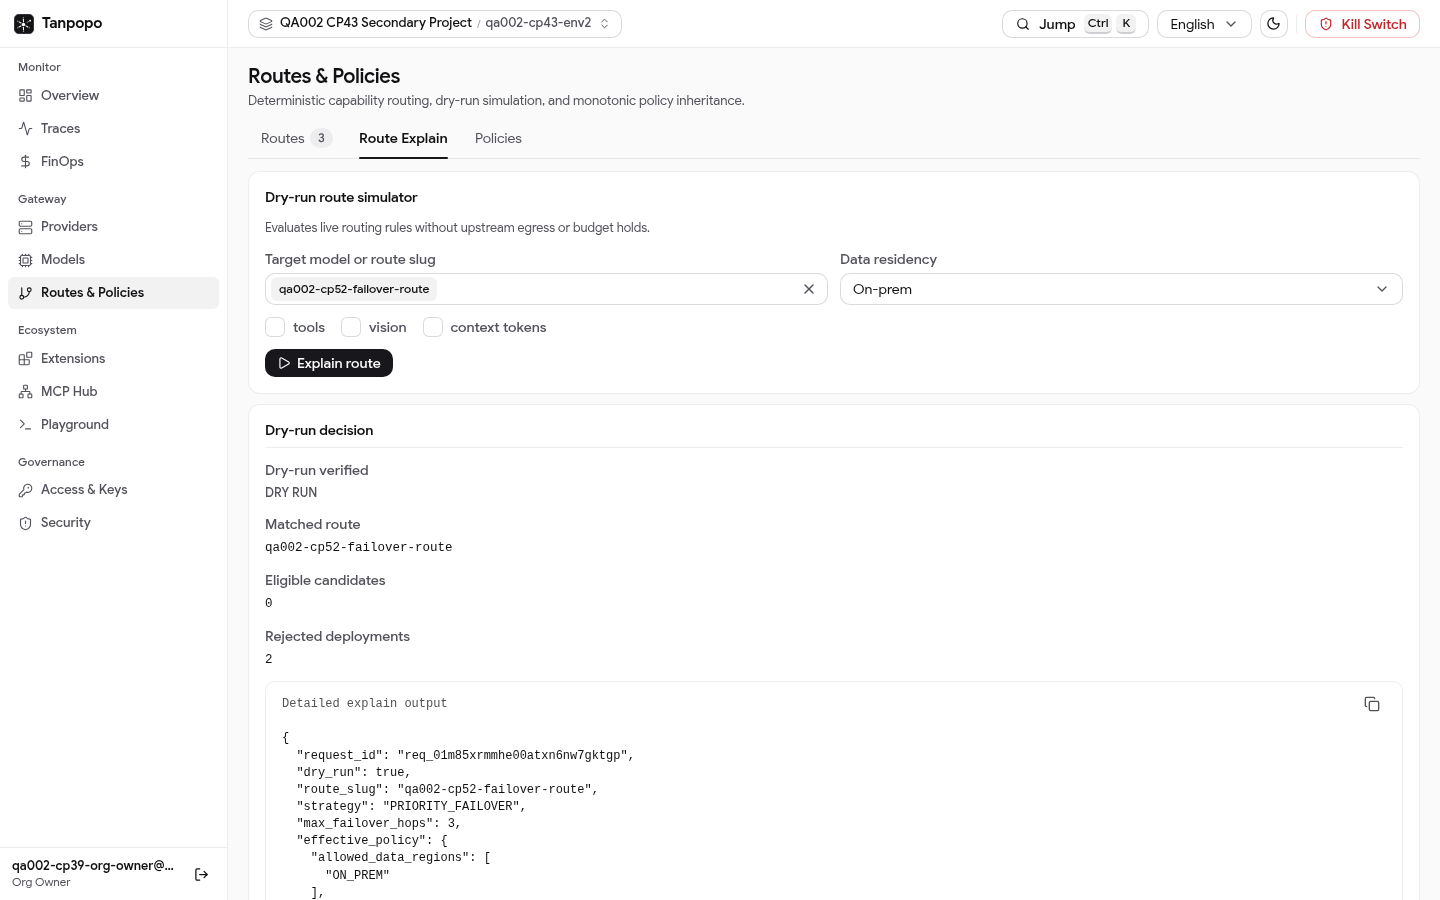 Tanpopo
QA002 CP43 Secondary Project / qa002-cp43-env2
Jump Ctrl K
English
Kill Switch
Monitor
Overview
Traces
FinOps
Gateway
Providers
Models
Routes & Policies
Ecosystem
Extensions
MCP Hub
Playground
Governance
Access & Keys
Security
qa002-cp39-org-owner@...
Org Owner
Routes & Policies
Deterministic capability routing, dry-run simulation, and monotonic policy inheritance.
Routes 3 Route Explain Policies
Dry-run route simulator
Evaluates live routing rules without upstream egress or budget holds.
Target model or route slug
qa002-cp52-failover-route
Data residency
On-prem
tools vision context tokens
Explain route
Dry-run decision
Dry-run verified
DRY RUN
Matched route
qa002-cp52-failover-route
Eligible candidates
0
Rejected deployments
2
Detailed explain output
{
"request_id": "req_01m85xrmmhe00atxn6nw7gktgp",
"dry_run": true,
"route_slug": "qa002-cp52-failover-route",
"strategy": "PRIORITY_FAILOVER",
"max_failover_hops": 3,
"effective_policy": {
"allowed_data_regions": [
"ON_PREM"
],